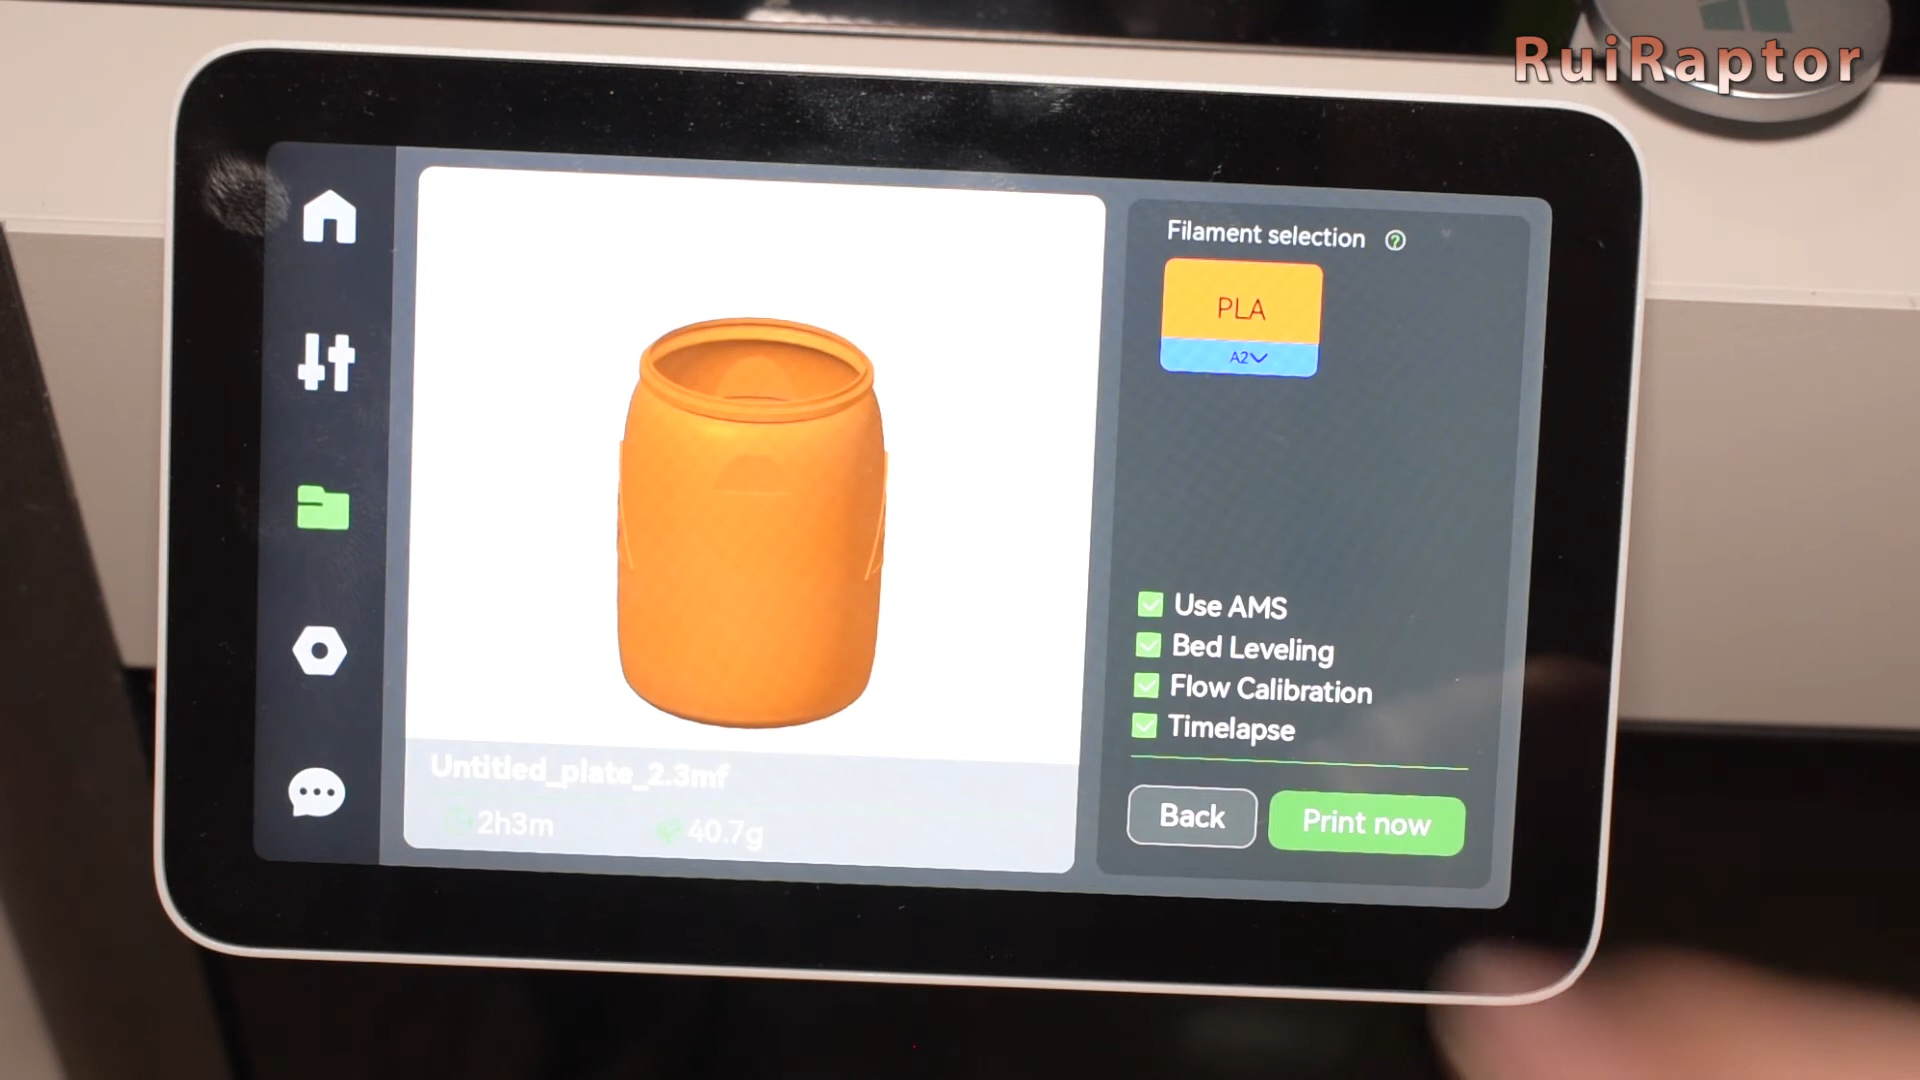 RuiRaptor
Filament selection ?
PLA
A2
Use AMS
Bed Leveling
Flow Calibration
Timelapse
Untitled_plate_2.3mf
2h3m 40.7g
Back Print now